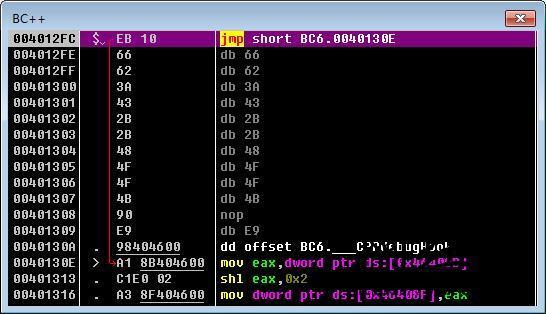 BC++
004012FC $ EB 10 jmp short BC6.0040130E
004012FE 66 db 66
004012FF 62 db 62
00401300 3A db 3A
00401301 43 db 43
00401302 2B db 2B
00401303 2B db 2B
00401304 48 db 48
00401305 4F db 4F
00401306 4F db 4F
00401307 4B db 4B
00401308 90 nop
00401309 E9 db E9
0040130A . 98404600 dd offset BC6.
0040130E > A1 8B404600 mov eax,dword ptr ds:
00401313 . C1E0 02 shl eax,0x2
00401316 . A3 8F404600 mov dword ptr ds:[0x46408F],eax